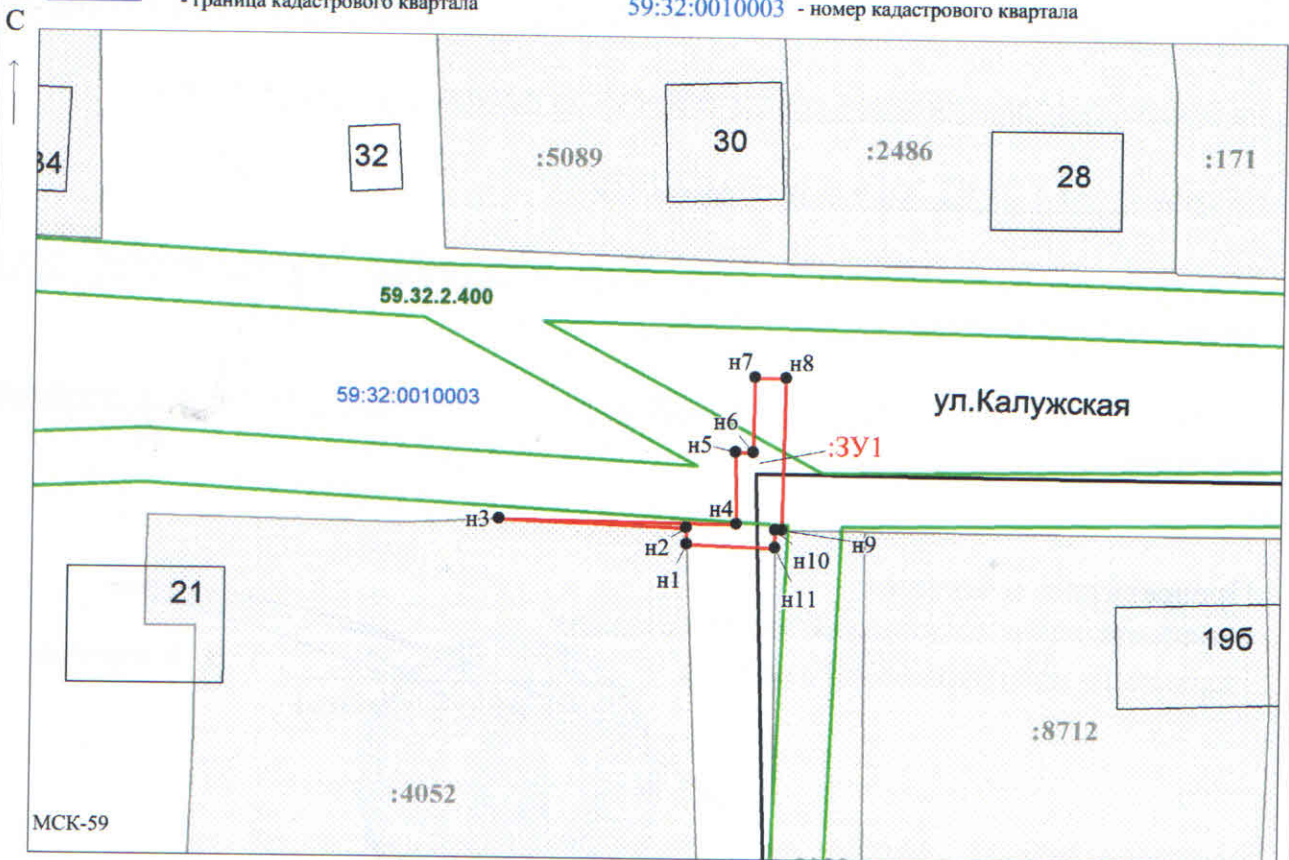 - граница кадастрового квартала
59:32:0010003 - номер кадастрового квартала
С
34
32
:5089
30
:2486
28
:171
59.32.2.400
59:32:0010003
н7
н8
ул.Калужская
н6
н5
:ЗУ1
н3
н4
н2
н9
н10
н1
н11
21
19б
:8712
:4052
МСК-59